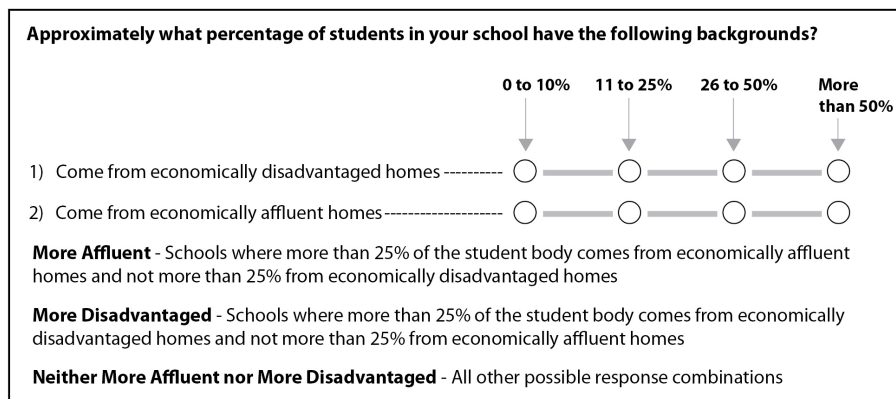 Approximately what percentage of students in your school have the following backgrounds?
0 to 10% 11 to 25% 26 to 50% More than 50%
1) Come from economically disadvantaged homes ----------
2) Come from economically affluent homes--------------------
More Affluent - Schools where more than 25% of the student body comes from economically affluent
homes and not more than 25% from economically disadvantaged homes
More Disadvantaged - Schools where more than 25% of the student body comes from economically
disadvantaged homes and not more than 25% from economically affluent homes
Neither More Affluent nor More Disadvantaged - All other possible response combinations